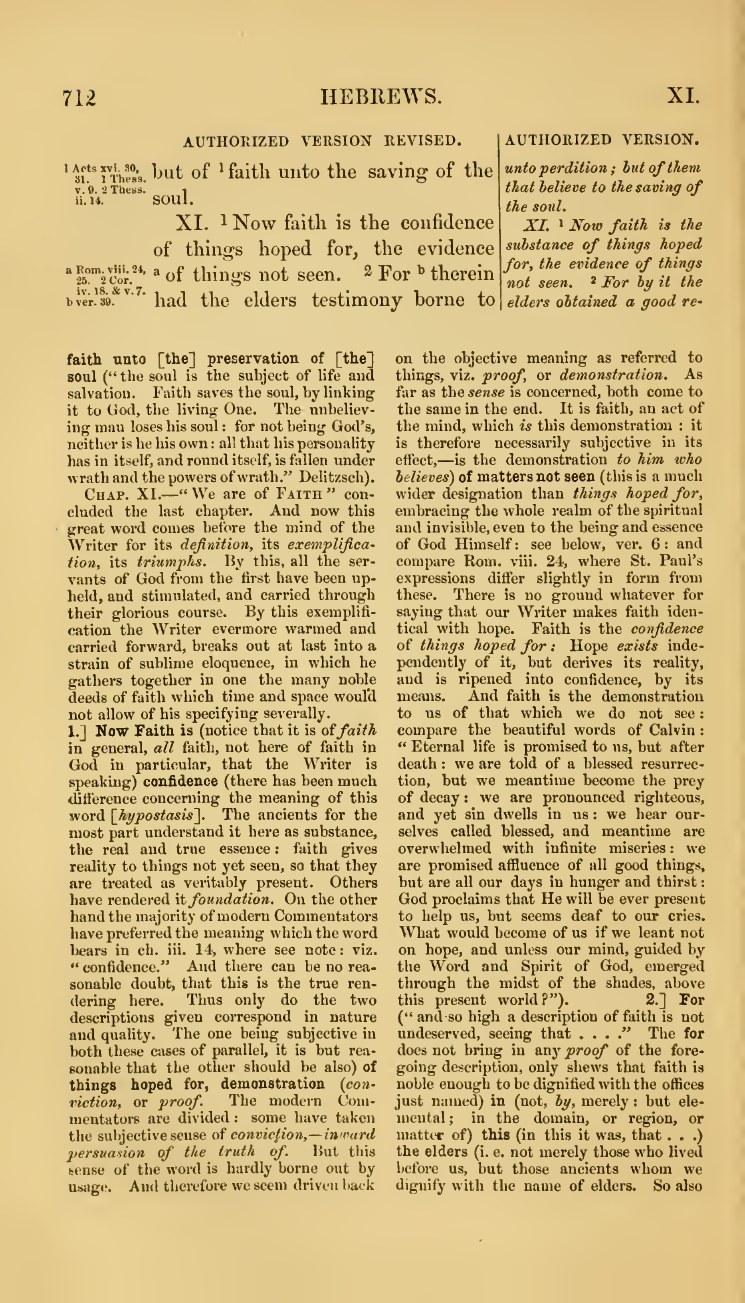 712
HEBREWS.
XI.
AUTHORIZED VERSION REVISED.
1 Acts xvi. 30,
31. 1 Thess.
v. 9. 2 Thess.
ii. 14.
but of 1 faith unto the saving of the
soul.
XI. 1 Now faith is the confidence
of things hoped for, the evidence
a Rom. viii. 24,
25. 2 Cor.
iv. 18. & v. 7.
b ver. 39.
a of things not seen. 2 For b therein
had the elders testimony borne to
AUTHORIZED VERSION.
unto perdition; but of them
that believe to the saving of
the soul.
XI. 1 Now faith is the
substance of things hoped
for, the evidence of things
not seen. 2 For by it the
elders obtained a good re-
faith unto [the] preservation of [the]
soul (“the soul is the subject of life and
salvation. Faith saves the soul, by linking
it to God, the living One. The unbeliev-
ing man loses his soul: for not being God’s,
neither is he his own: all that his personality
has in itself, and round itself, is fallen under
wrath and the powers of wrath.” Delitzsch).
CHAP. XI.—“We are of FAITH” con-
cluded the last chapter. And now this
great word comes before the mind of the
Writer for its definition, its exemplifica-
tion, its triumphs. By this, all the ser-
vants of God from the first have been up-
held, and stimulated, and carried through
their glorious course. By this exemplifi-
cation the Writer evermore warmed and
carried forward, breaks out at last into a
strain of sublime eloquence, in which he
gathers together in one the many noble
deeds of faith which time and space would
not allow of his specifying severally.
1.] Now Faith is (notice that it is of faith
in general, all faith, not here of faith in
God in particular, that the Writer is
speaking) confidence (there has been much
difference concerning the meaning of this
word [hypostasis]. The ancients for the
most part understand it here as substance,
the real and true essence: faith gives
reality to things not yet seen, so that they
are treated as veritably present. Others
have rendered it foundation. On the other
hand the majority of modern Commentators
have preferred the meaning which the word
bears in ch. iii. 14, where see note: viz.
“confidence.” And there can be no rea-
sonable doubt, that this is the true ren-
dering here. Thus only do the two
descriptions given correspond in nature
and quality. The one being subjective in
both these cases of parallel, it is but rea-
sonable that the other should be also) of
things hoped for, demonstration (con-
viction, or proof. The modern Com-
mentators are divided: some have taken
the subjective sense of conviction,—inward
persuasion of the truth of. But this
sense of the word is hardly borne out by
usage. And therefore we seem driven back
on the objective meaning as referred to
things, viz. proof, or demonstration. As
far as the sense is concerned, both come to
the same in the end. It is faith, an act of
the mind, which is this demonstration: it
is therefore necessarily subjective in its
effect,—is the demonstration to him who
believes) of matters not seen (this is a much
wider designation than things hoped for,
embracing the whole realm of the spiritual
and invisible, even to the being and essence
of God Himself: see below, ver. 6: and
compare Rom. viii. 24, where St. Paul’s
expressions differ slightly in form from
these. There is no ground whatever for
saying that our Writer makes faith iden-
tical with hope. Faith is the confidence
of things hoped for: Hope exists inde-
pendently of it, but derives its reality,
and is ripened into confidence, by its
means. And faith is the demonstration
to us of that which we do not see:
compare the beautiful words of Calvin:
“Eternal life is promised to us, but after
death: we are told of a blessed resurrec-
tion, but we meantime become the prey
of decay: we are pronounced righteous,
and yet sin dwells in us: we hear our-
selves called blessed, and meantime are
overwhelmed with infinite miseries: we
are promised affluence of all good things,
but are all our days in hunger and thirst:
God proclaims that He will be ever present
to help us, but seems deaf to our cries.
What would become of us if we leant not
on hope, and unless our mind, guided by
the Word and Spirit of God, emerged
through the midst of the shades, above
this present world?”). 2.] For
(“and so high a description of faith is not
undeserved, seeing that . . . .” The for
does not bring in any proof of the fore-
going description, only shews that faith is
noble enough to be dignified with the offices
just named) in (not, by, merely: but ele-
mental; in the domain, or region, or
matter of) this (in this it was, that . . .)
the elders (i. e. not merely those who lived
before us, but those ancients whom we
dignify with the name of elders. So also